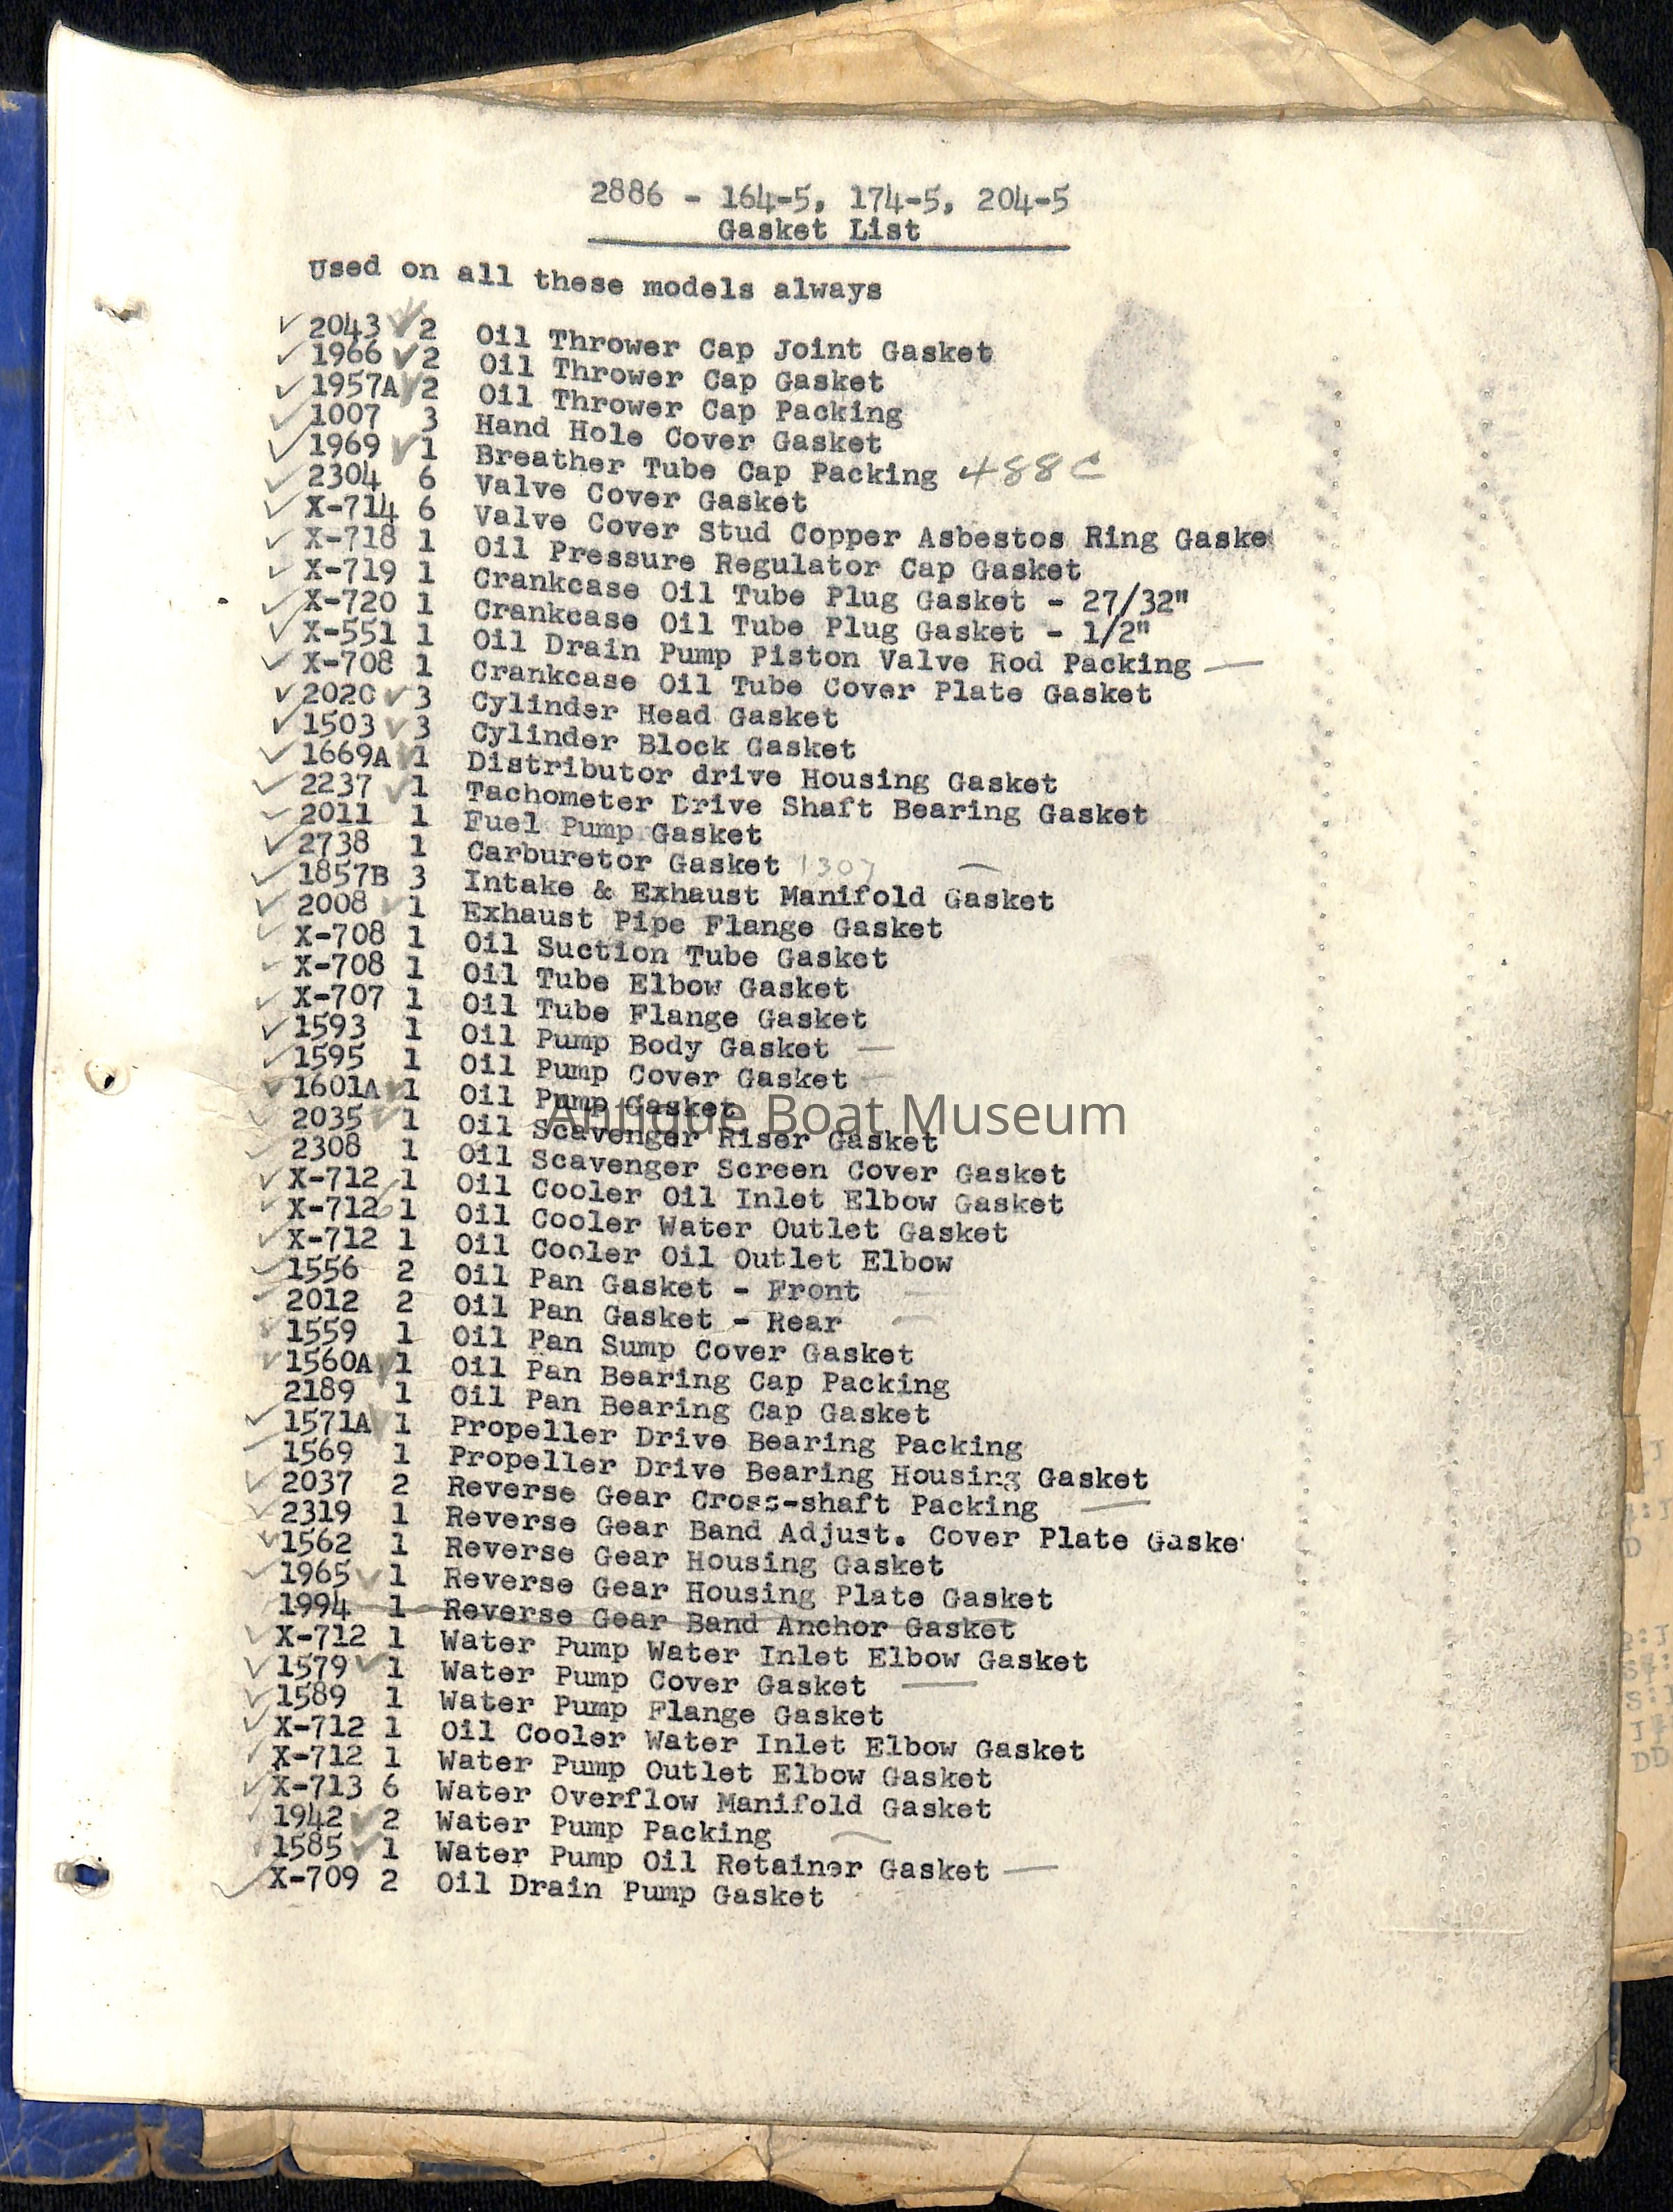 2886 - 164-5, 174-5, 204-5
Gasket List
Used on all these models always
✓ 2043 ✓ 2 Oil Thrower Cap Joint Gasket
✓ 1966 ✓ 2 Oil Thrower Cap Gasket
✓ 1957A ✓ 2 Oil Thrower Cap Packing
✓ 1007 3 Hand Hole Cover Gasket
✓ 1969 ✓ 1 Breather Tube Cap Packing 488C
✓ 2304 6 Valve Cover Gasket
✓ X-714 6 Valve Cover Stud Copper Asbestos Ring Gaske
✓ X-718 1 Oil Pressure Regulator Cap Gasket
✓ X-719 1 Crankcase Oil Tube Plug Gasket - 27/32"
✓ X-720 1 Crankcase Oil Tube Plug Gasket - 1/2"
✓ X-551 1 Oil Drain Pump Piston Valve Rod Packing —
✓ X-708 1 Crankcase Oil Tube Cover Plate Gasket
✓ 2020 ✓ 3 Cylinder Head Gasket
✓ 1503 ✓ 3 Cylinder Block Gasket
✓ 1669A ✓ 1 Distributor drive Housing Gasket
✓ 2237 ✓ 1 Tachometer Drive Shaft Bearing Gasket
✓ 2011 1 Fuel Pump Gasket
✓ 2738 1 Carburetor Gasket 1307 —
✓ 1857B 3 Intake & Exhaust Manifold Gasket
✓ 2008 ✓ 1 Exhaust Pipe Flange Gasket
✓ X-708 1 Oil Suction Tube Gasket
✓ X-708 1 Oil Tube Elbow Gasket
✓ X-707 1 Oil Tube Flange Gasket
✓ 1593 1 Oil Pump Body Gasket —
✓ 1595 1 Oil Pump Cover Gasket —
✓ 1601A ✓ 1 Oil Pump Gasket
Antique Boat Museum
✓ 2035 ✓ 1 Oil Scavenger Riser Gasket
✓ 2308 1 Oil Scavenger Screen Cover Gasket
✓ X-712 1 Oil Cooler Oil Inlet Elbow Gasket
✓ X-712 1 Oil Cooler Water Outlet Gasket
✓ X-712 1 Oil Cooler Oil Outlet Elbow
✓ 1556 2 Oil Pan Gasket - Front —
✓ 2012 2 Oil Pan Gasket - Rear —
✓ 1559 1 Oil Pan Sump Cover Gasket
✓ 1560A ✓ 1 Oil Pan Bearing Cap Packing
2189 1 Oil Pan Bearing Cap Gasket
✓ 1571A ✓ 1 Propeller Drive Bearing Packing
✓ 1569 1 Propeller Drive Bearing Housing Gasket
✓ 2037 2 Reverse Gear Cross-shaft Packing —
✓ 2319 1 Reverse Gear Band Adjust. Cover Plate Gaske
✓ 1562 1 Reverse Gear Housing Gasket
✓ 1965 ✓ 1 Reverse Gear Housing Plate Gasket
1994 1 Reverse Gear Band Anchor Gasket
✓ X-712 1 Water Pump Water Inlet Elbow Gasket
✓ 1579 ✓ 1 Water Pump Cover Gasket —
✓ 1589 1 Water Pump Flange Gasket
✓ X-712 1 Oil Cooler Water Inlet Elbow Gasket
✓ X-712 1 Water Pump Outlet Elbow Gasket
✓ X-713 6 Water Overflow Manifold Gasket
✓ 1942 ✓ 2 Water Pump Packing —
✓ 1585 ✓ 1 Water Pump Oil Retainer Gasket —
✓ X-709 2 Oil Drain Pump Gasket